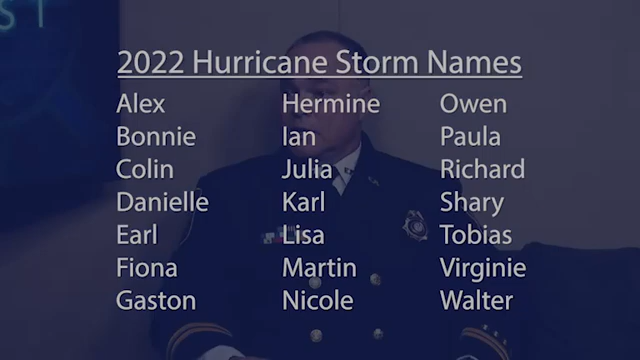 ST
2022 Hurricane Storm Names
Alex
Bonnie
Colin
Danielle
Earl
Fiona
Gaston
Hermine
Ian
Julia
Karl
Lisa
Martin
Nicole
Owen
Paula
Richard
Shary
Tobias
Virginie
Walter